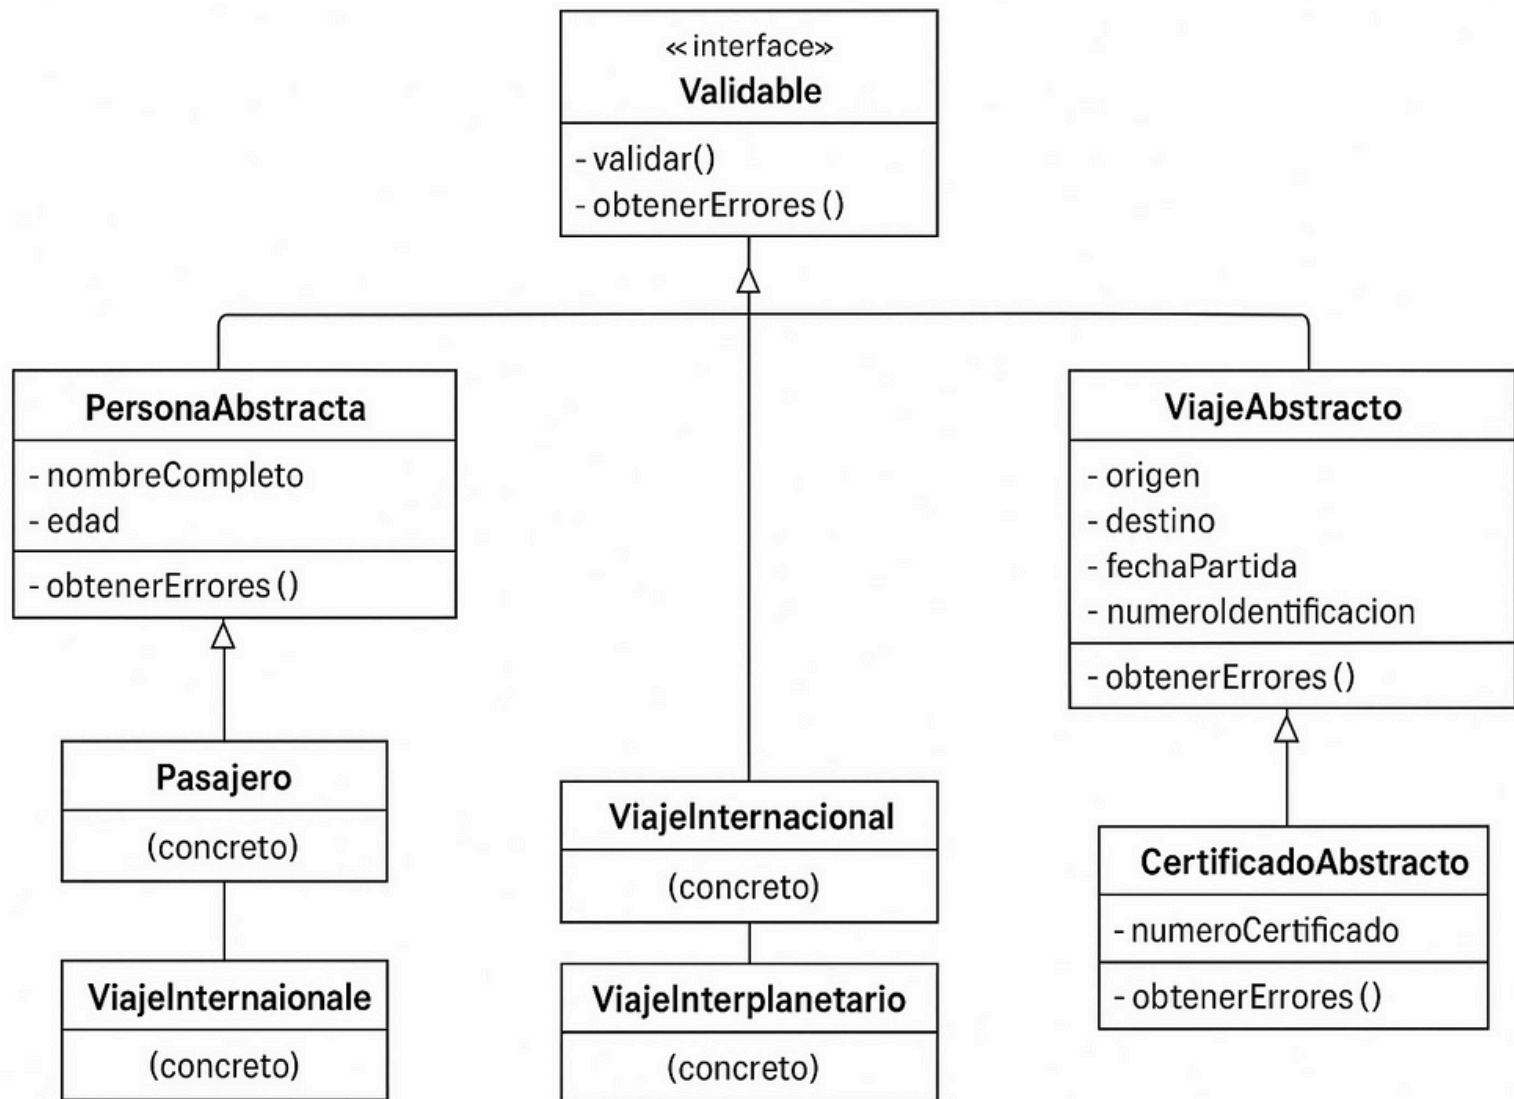 «interface»
Validable
- validar()
- obtenerErrores()
PersonaAbstracta
- nombreCompleto
- edad
- obtenerErrores()
ViajeAbstracto
- origen
- destino
- fechaPartida
- numeroIdentificacion
- obtenerErrores()
Pasajero
(concreto)
ViajeInternaionale
(concreto)
ViajeInternacional
(concreto)
ViajeInterplanetario
(concreto)
CertificadoAbstracto
- numeroCertificado
- obtenerErrores()